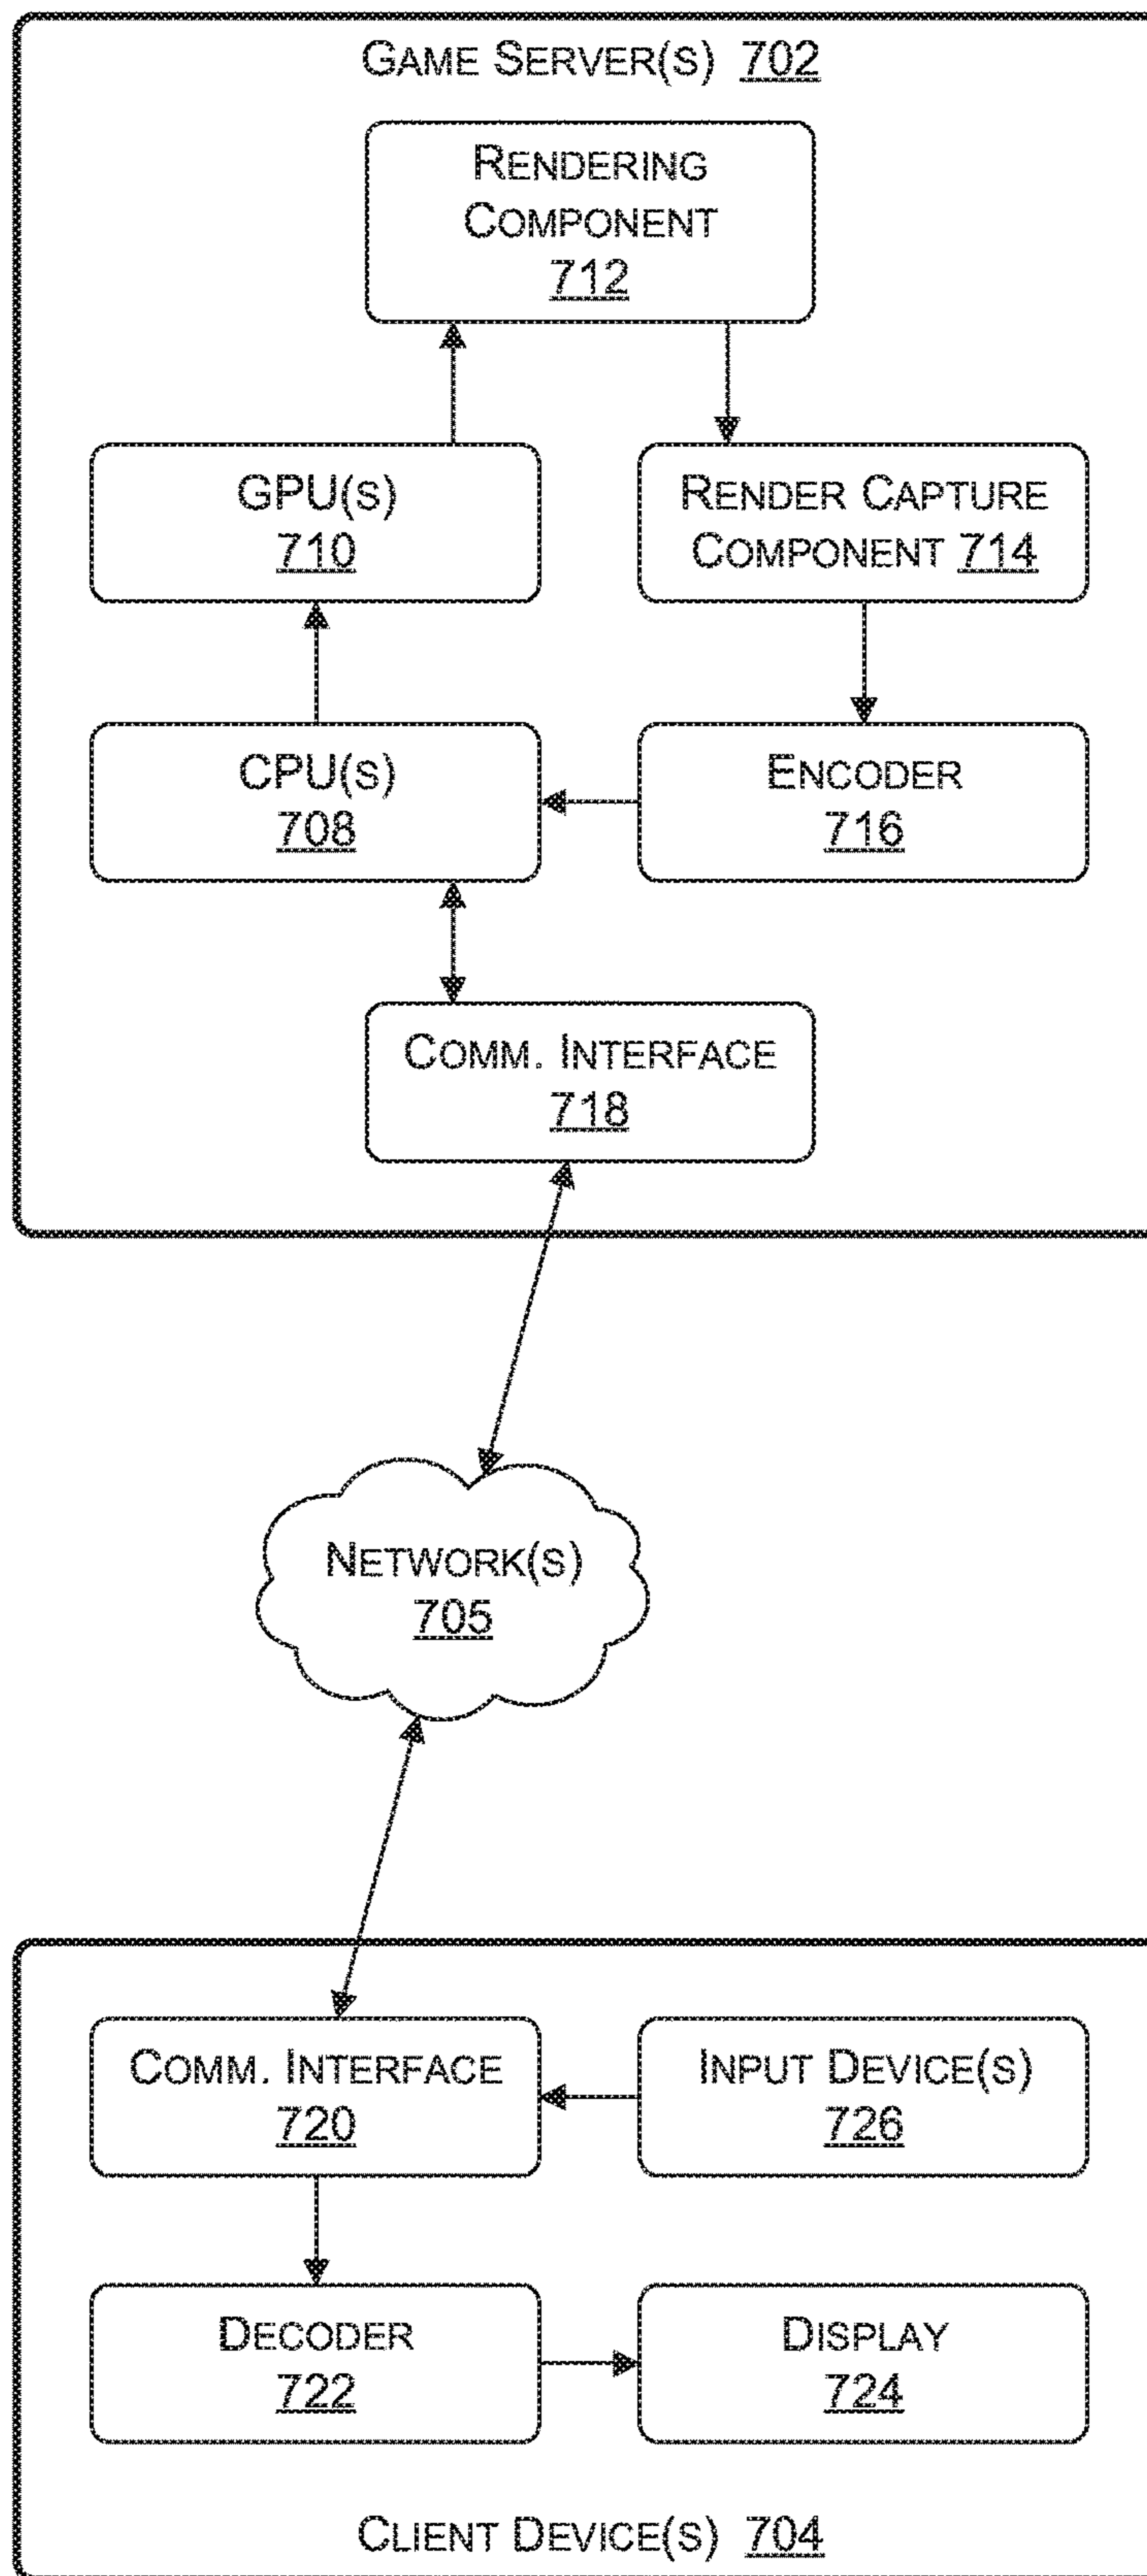 GAME SERVER(S) 702
RENDERING
COMPONENT
712
GPU(S)
710
RENDER CAPTURE
COMPONENT 714
CPU(S)
708
ENCODER
716
COMM. INTERFACE
718
NETWORK(S)
705
COMM. INTERFACE
720
INPUT DEVICE(S)
726
DECODER
722
DISPLAY
724
CLIENT DEVICE(S) 704